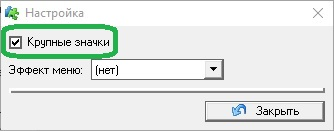 Настройка
Крупные значки
Эффект меню: (нет)
Закрыть